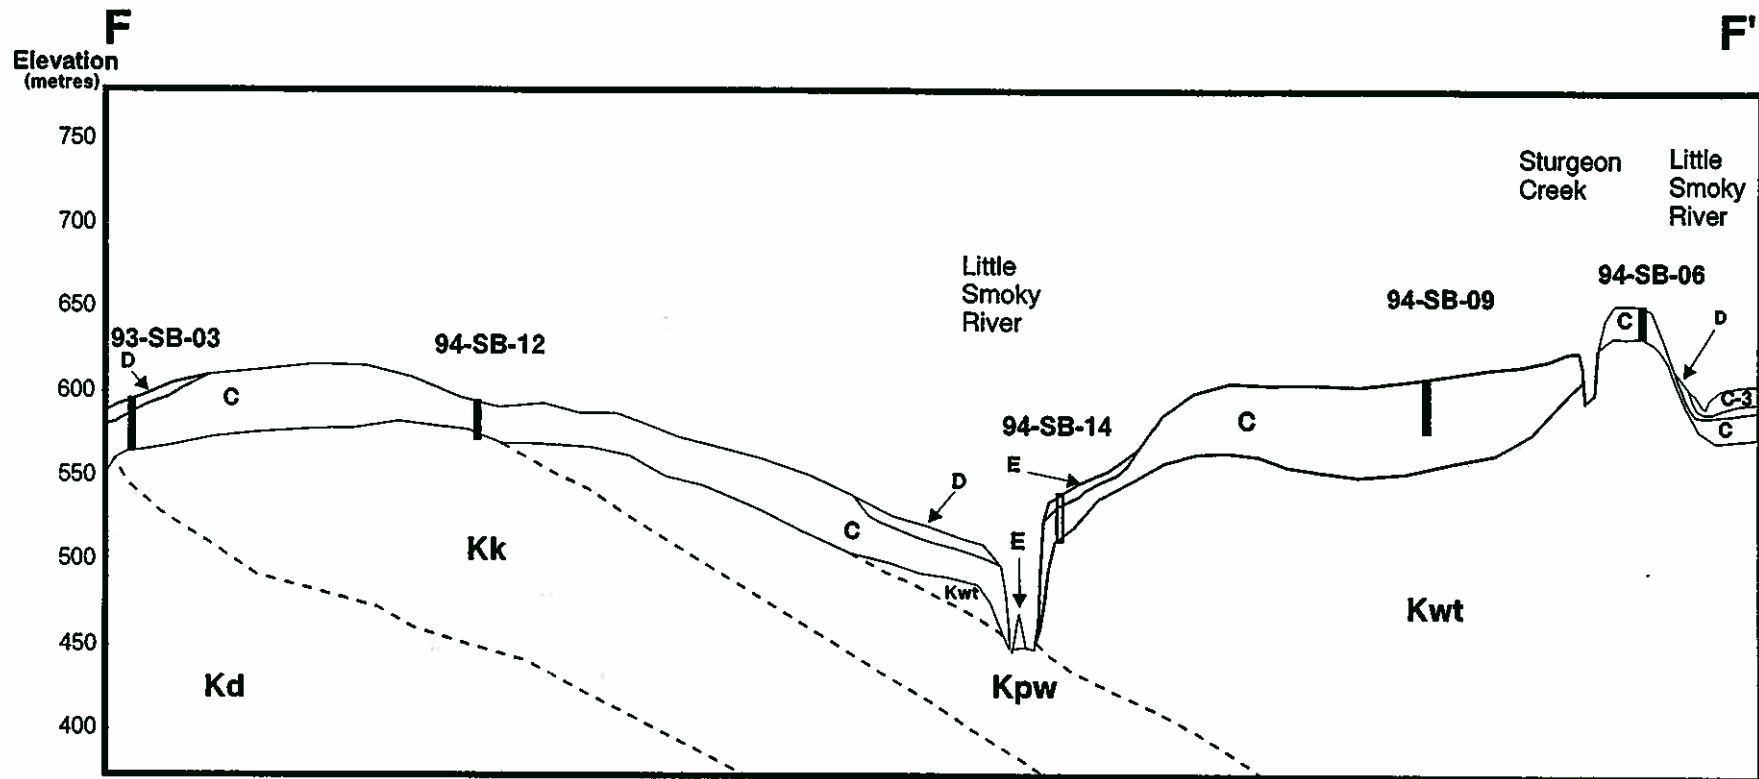 F
F'
Elevation
(metres)
750
700
650
600
550
500
450
400
Sturgeon
Creek
Little
Smoky
River
Little
Smoky
River
93-SB-03
94-SB-12
94-SB-14
94-SB-09
94-SB-06
D
C
D
C
E
E
C
C
D
C-3
C
Kwt
Kk
Kd
Kpw
Kwt